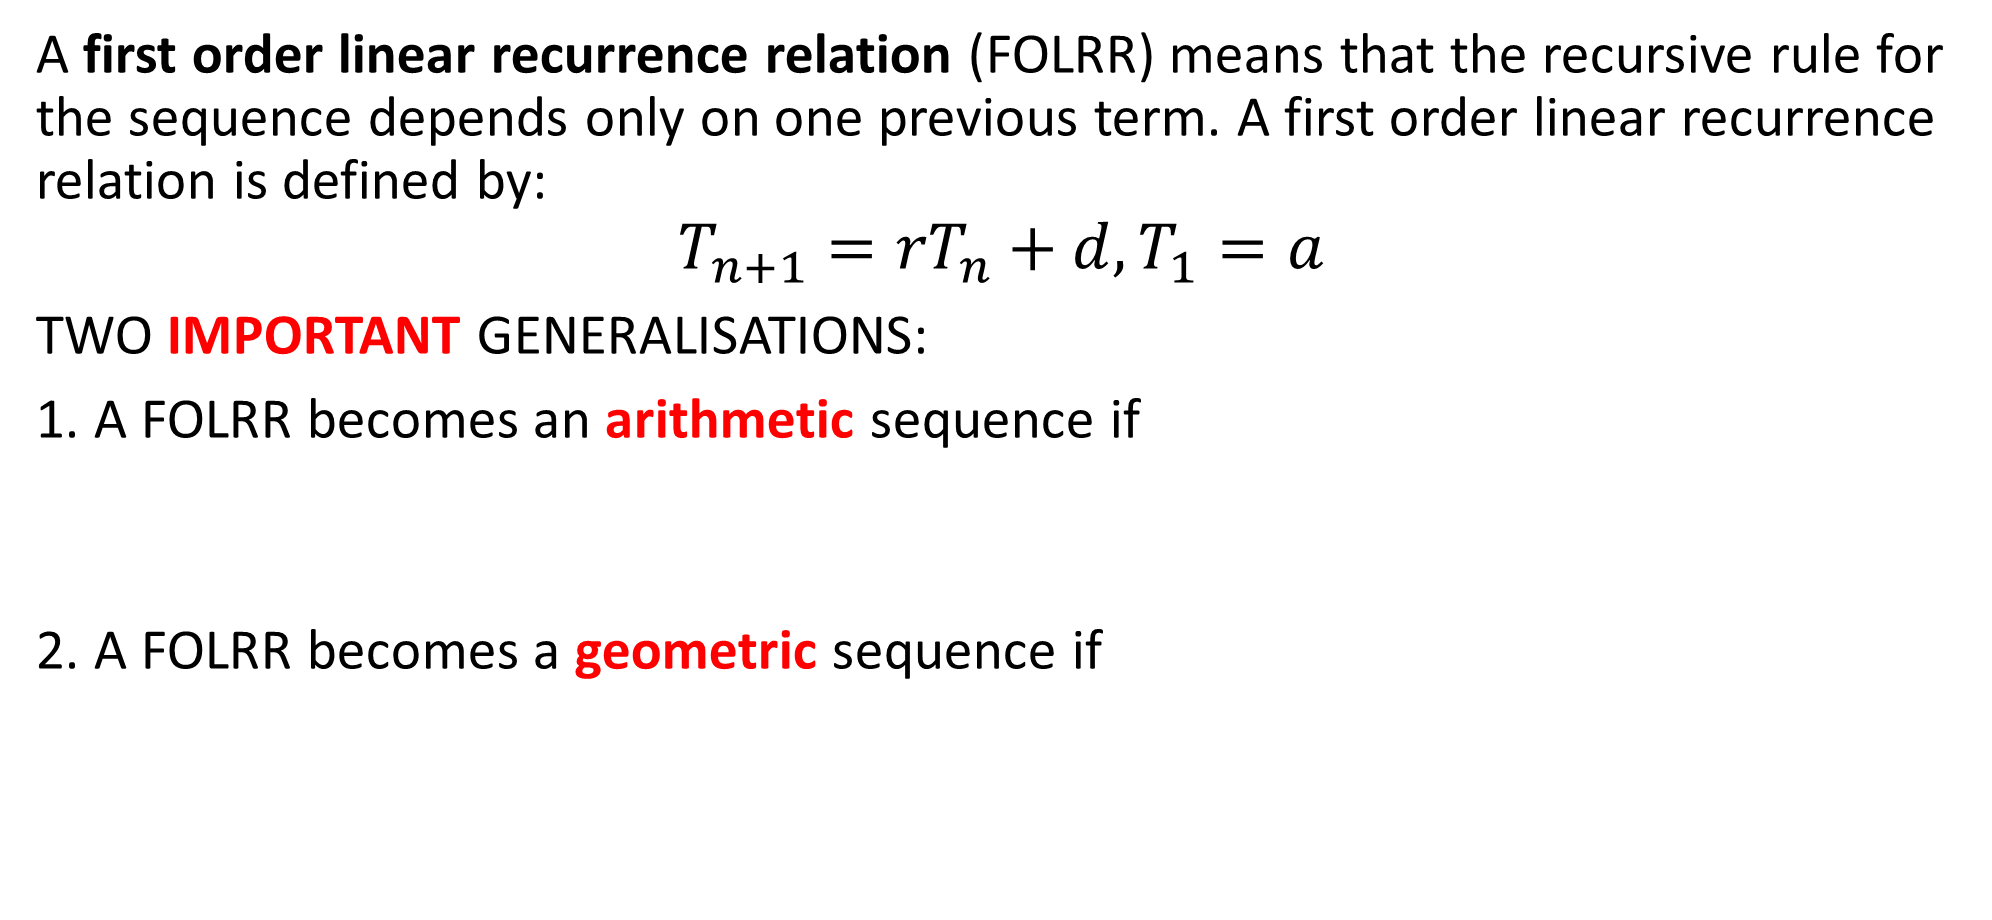 A first order linear recurrence relation (FOLRR) means that the recursive rule for
the sequence depends only on one previous term. A first order linear recurrence
relation is defined by:
$T_{n+1} = rT_n + d, T_1 = a$
TWO IMPORTANT GENERALISATIONS:
1. A FOLRR becomes an arithmetic sequence if
2. A FOLRR becomes a geometric sequence if